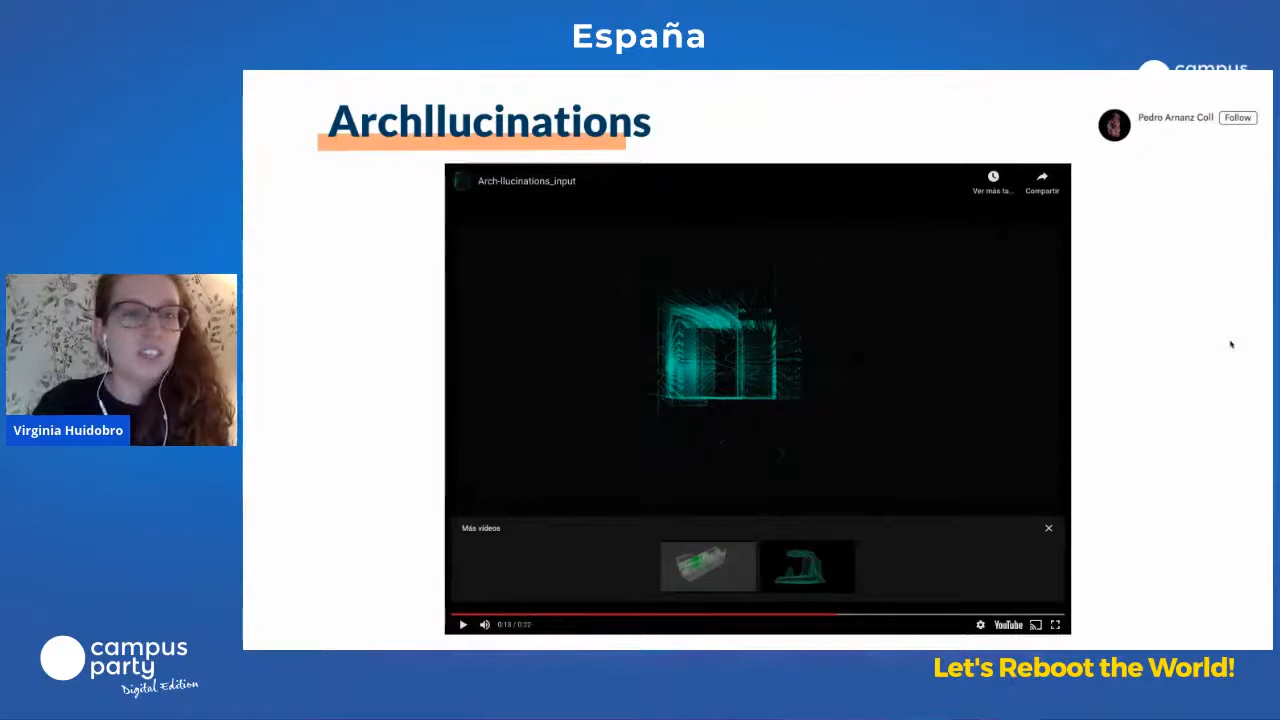 España
campus
Archllucinations
Pedro Arnanz Coll
Follow
Arch-llucinations_input
Ver más ta...
Compartir
Virginia Huidobro
Más vídeos
0:13 / 0:22
YouTube
campus
party
Digital Edition
Let's Reboot the World!